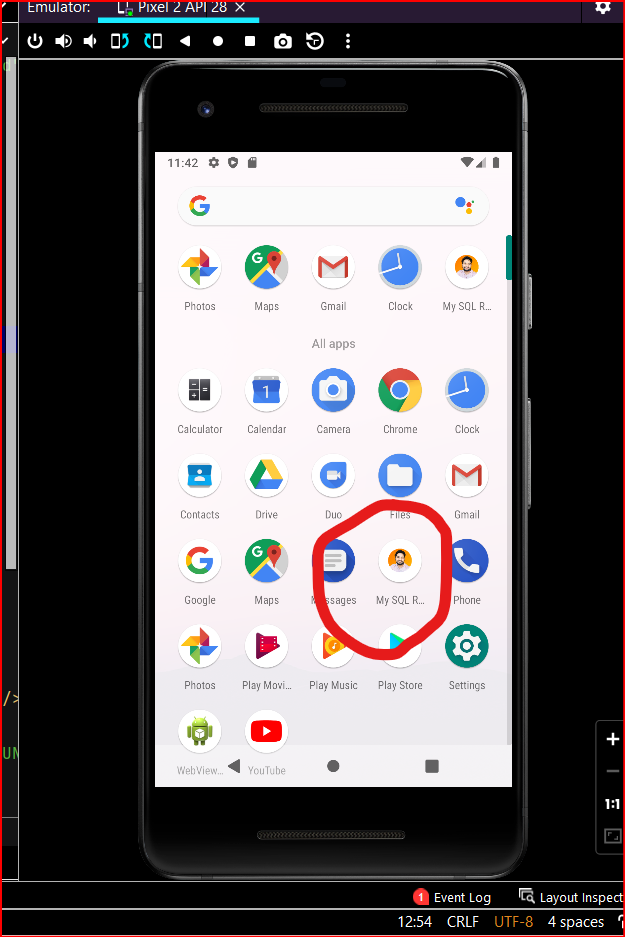 Emulator: Pixel 2 API 28
11:42
G
Photos Maps Gmail Clock My SQL R...
All apps
Calculator Calendar Camera Chrome Clock
Contacts Drive Duo Files Gmail
Google Maps Messages My SQL R... Phone
Photos Play Movi... Play Music Play Store Settings
/>
UN
WebView... YouTube
1:1
1 Event Log Layout Inspect
12:54 CRLF UTF-8 4 spaces